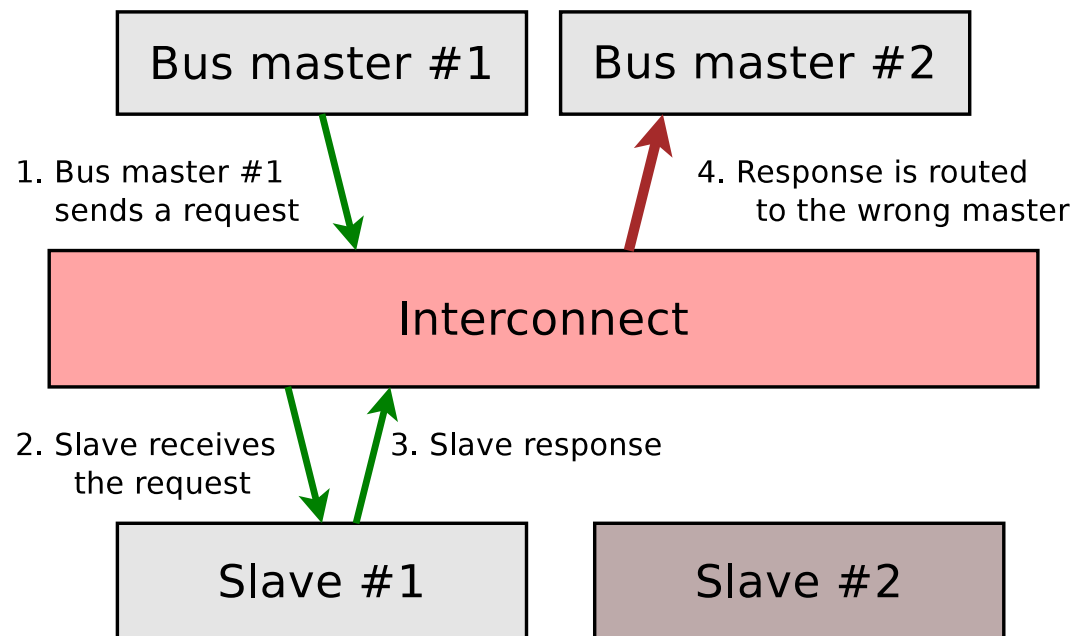 Bus master #1
Bus master #2
1. Bus master #1
sends a request
4. Response is routed
to the wrong master
Interconnect
2. Slave receives
the request
3. Slave response
Slave #1
Slave #2